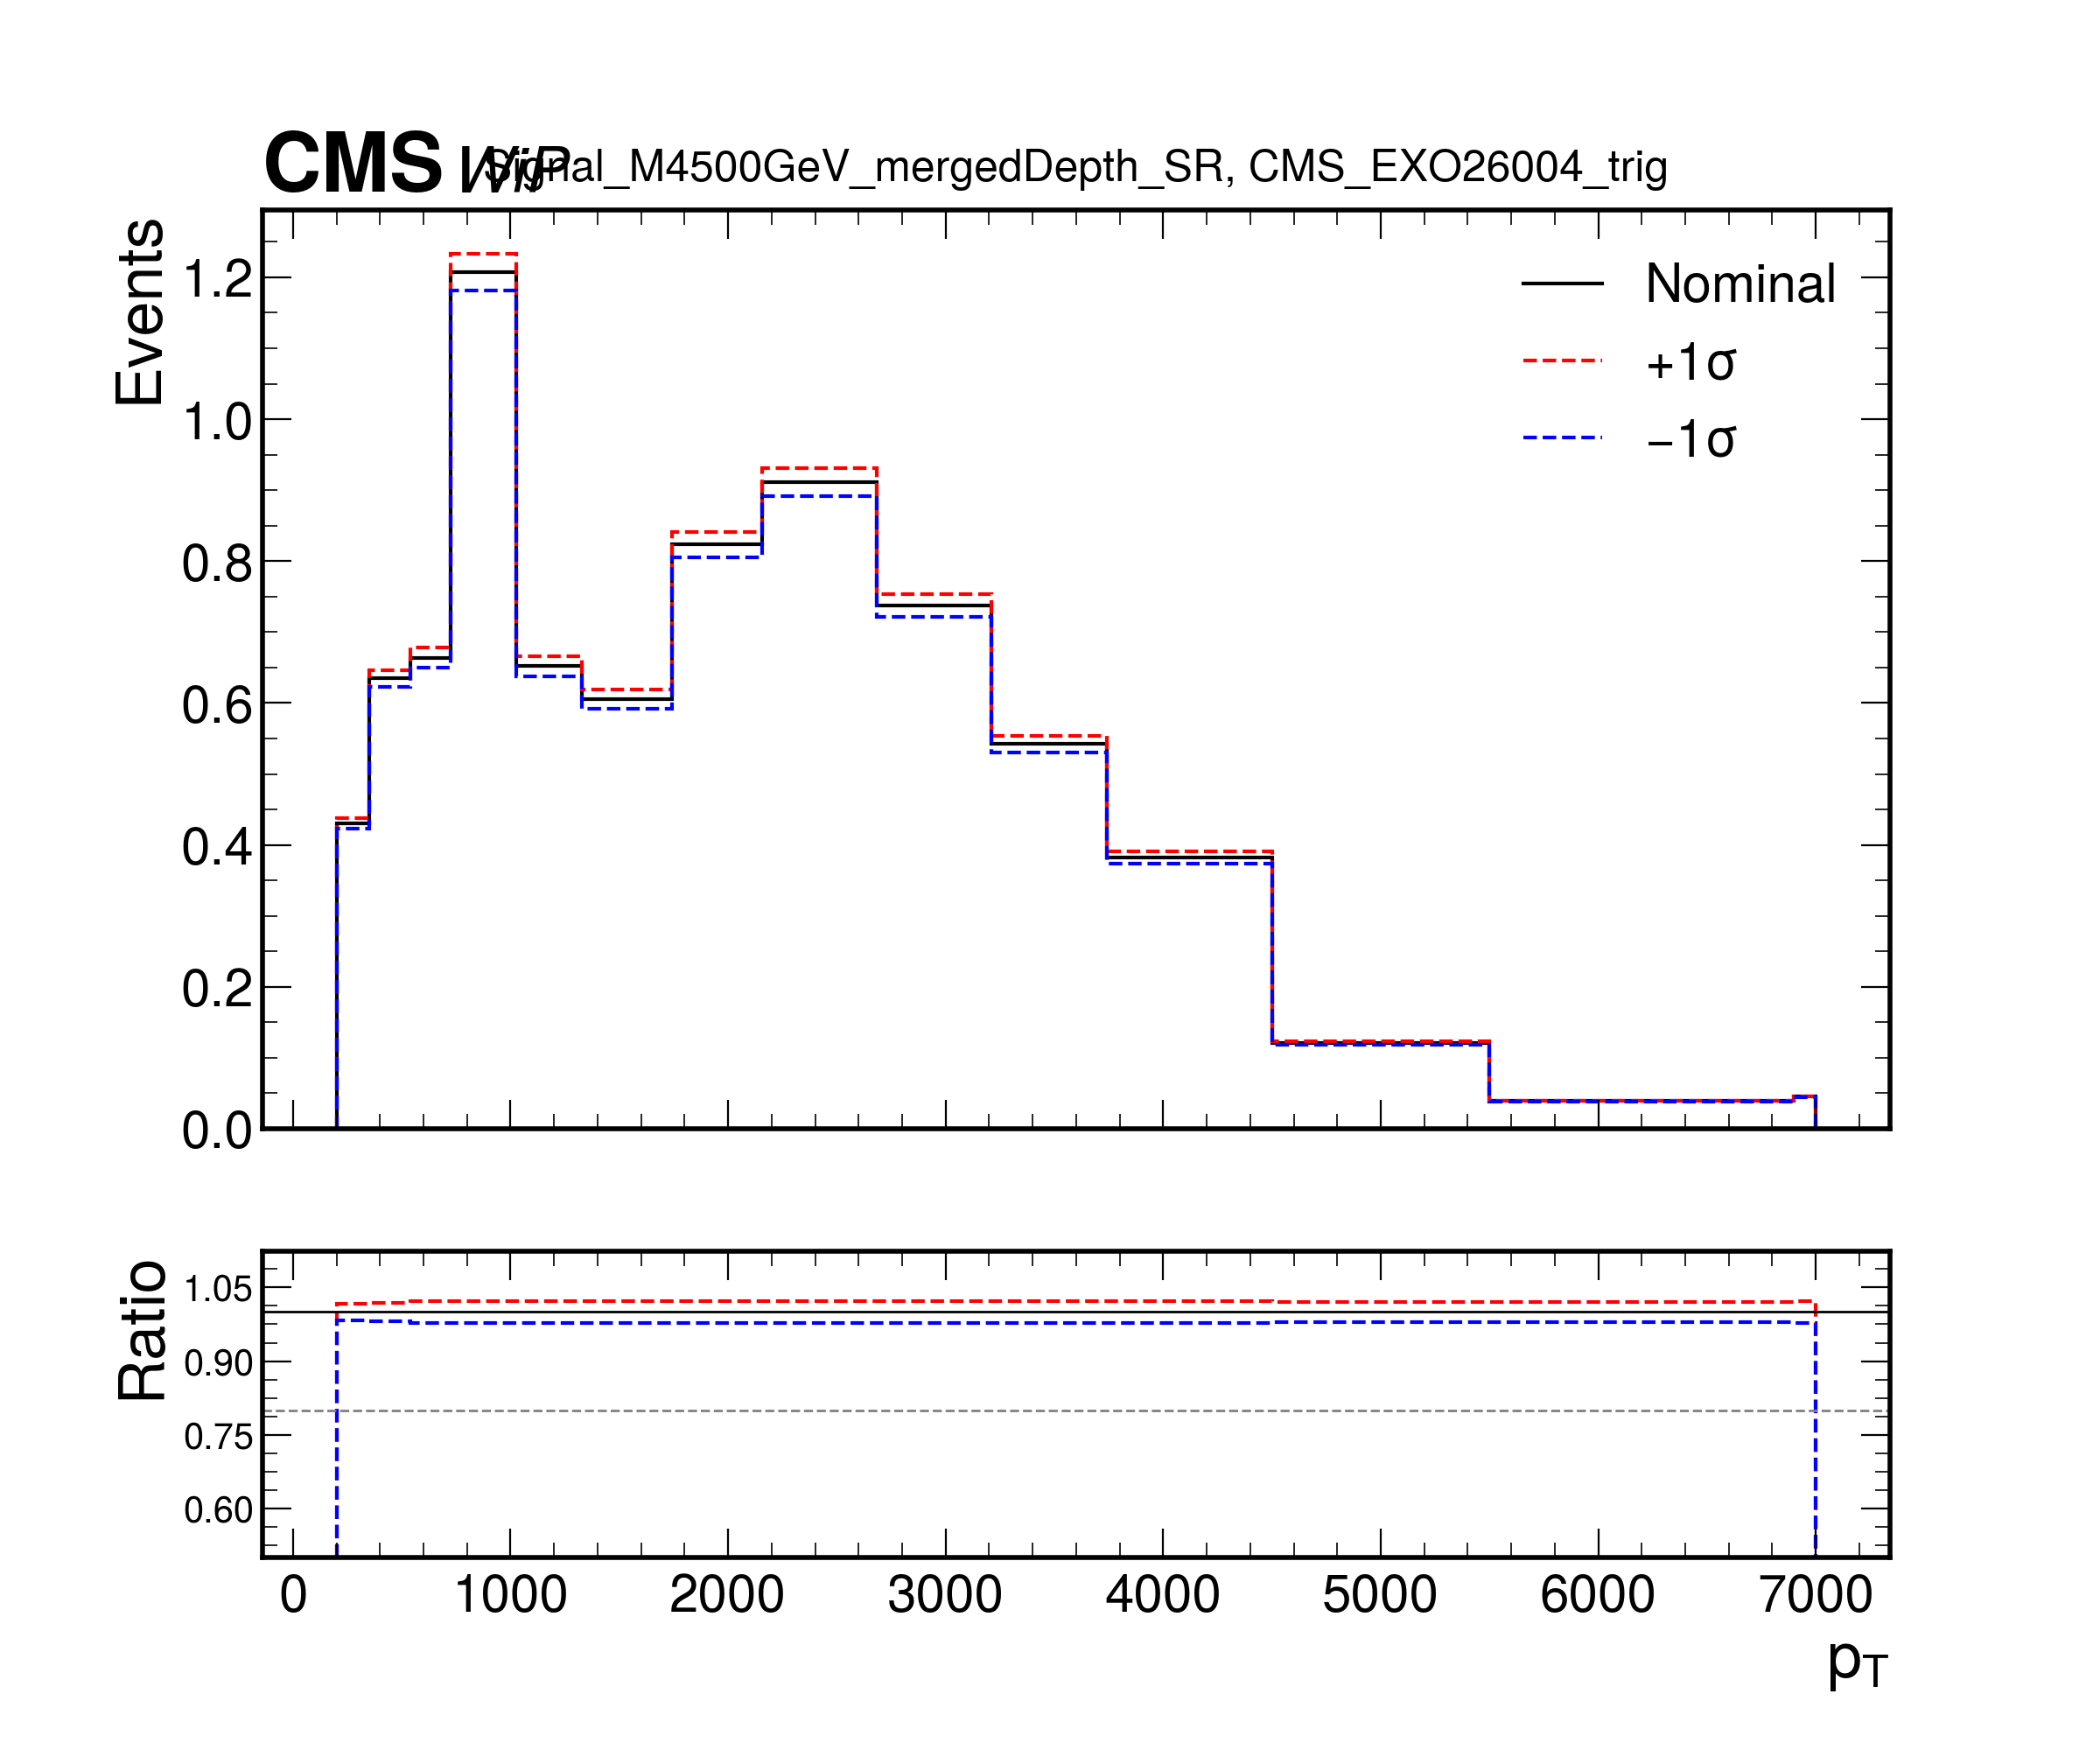 CMS WiP Signal_M4500GeV_mergedDepth_SR, CMS_EXO26004_trig
Events
1.2
1.0
0.8
0.6
0.4
0.2
0.0
Nominal
+1σ
−1σ
Ratio
1.05
0.90
0.75
0.60
0 1000 2000 3000 4000 5000 6000 7000
pT